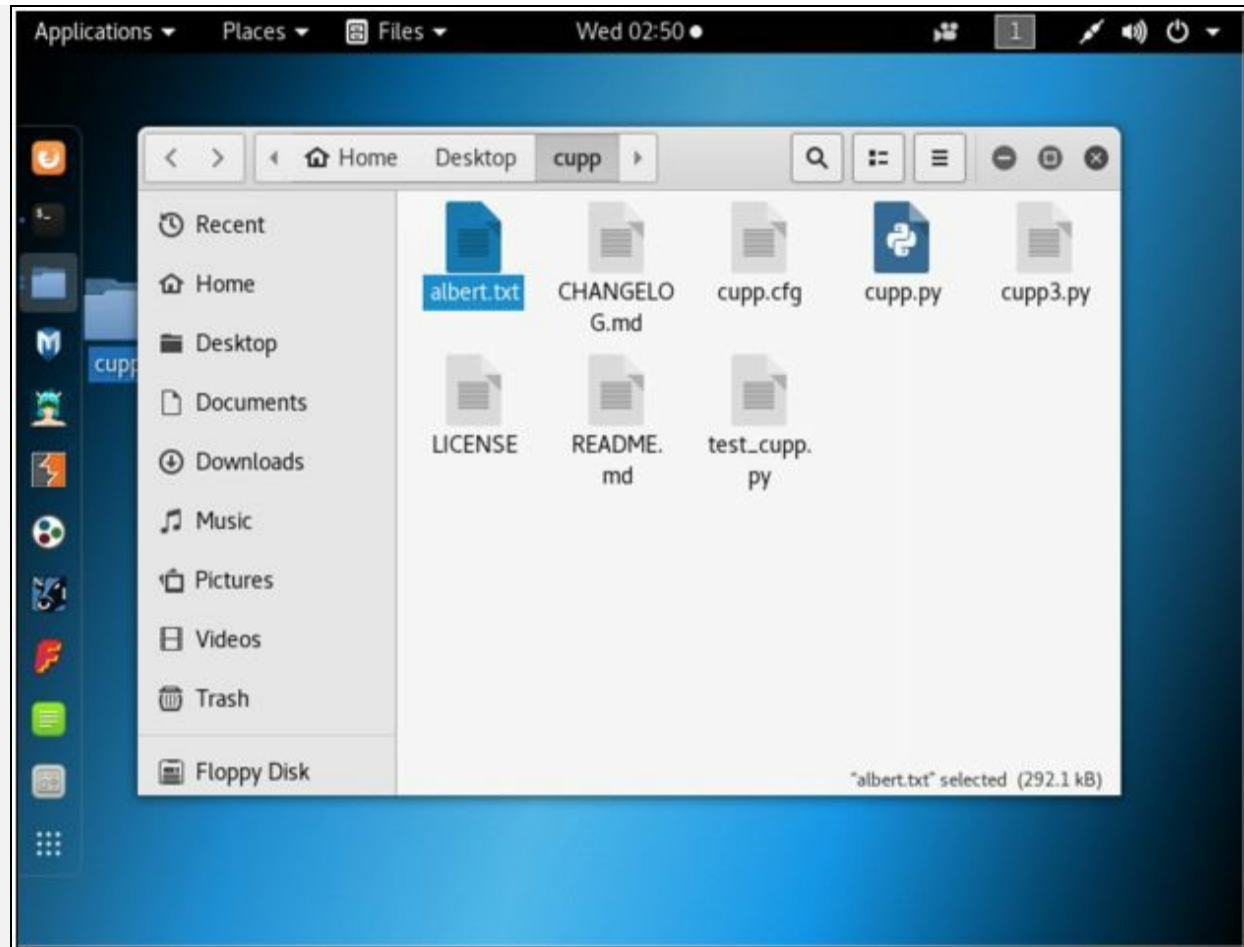 Applications Places Files Wed 02:50 1
Home Desktop cupp
Recent
Home
Desktop
Documents
Downloads
Music
Pictures
Videos
Trash
Floppy Disk
cupp
albert.txt CHANGELO cupp.cfg cupp.py cupp3.py
G.md
LICENSE README. test_cupp.
md py
"albert.txt" selected (292.1 kB)